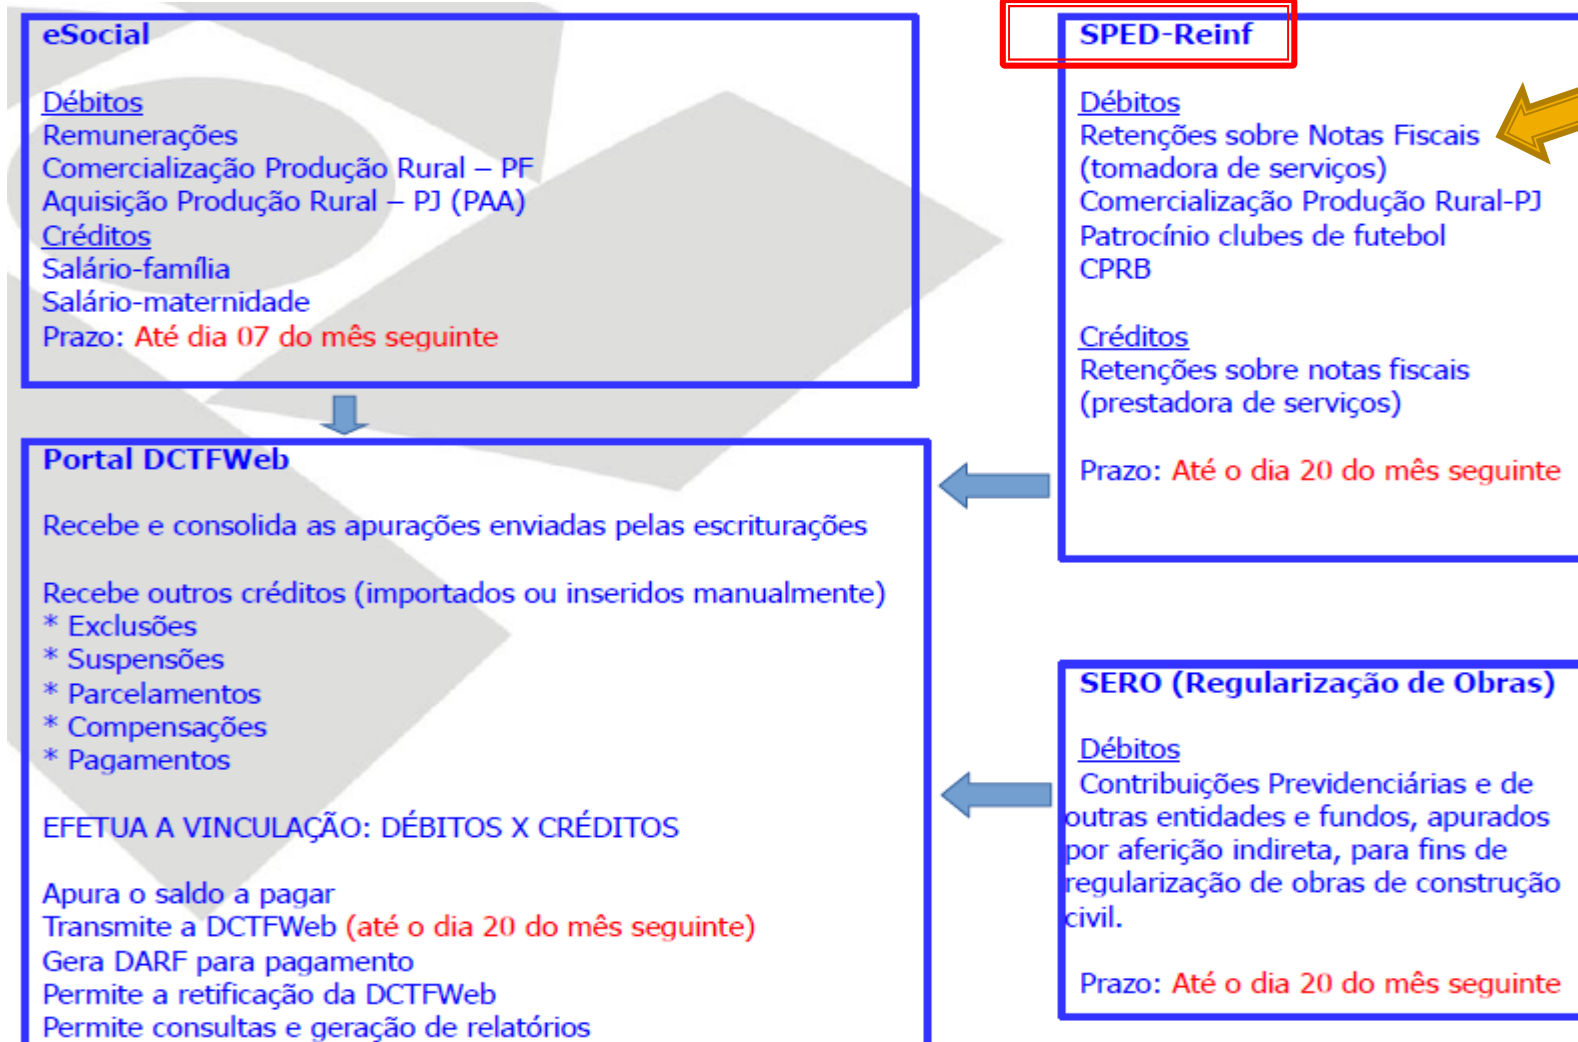 eSocial
Débitos
Remunerações
Comercialização Produção Rural – PF
Aquisição Produção Rural – PJ (PAA)
Créditos
Salário-família
Salário-maternidade
Prazo: Até dia 07 do mês seguinte
SPED-Reinf
Débitos
Retenções sobre Notas Fiscais
(tomadora de serviços)
Comercialização Produção Rural-PJ
Patrocínio clubes de futebol
CPRB
Créditos
Retenções sobre notas fiscais
(prestadora de serviços)
Prazo: Até o dia 20 do mês seguinte
Portal DCTFWeb
Recebe e consolida as apurações enviadas pelas escriturações
Recebe outros créditos (importados ou inseridos manualmente)
* Exclusões
* Suspensões
* Parcelamentos
* Compensações
* Pagamentos
EFETUA A VINCULAÇÃO: DÉBITOS X CRÉDITOS
Apura o saldo a pagar
Transmite a DCTFWeb (até o dia 20 do mês seguinte)
Gera DARF para pagamento
Permite a retificação da DCTFWeb
Permite consultas e geração de relatórios
SERO (Regularização de Obras)
Débitos
Contribuições Previdenciárias e de
outras entidades e fundos, apurados
por aferição indireta, para fins de
regularização de obras de construção
civil.
Prazo: Até o dia 20 do mês seguinte